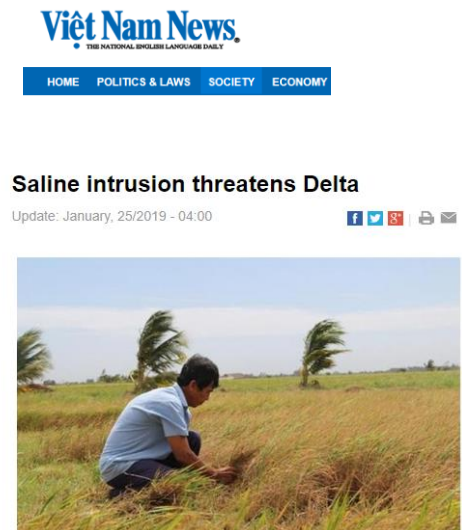 Việt Nam News.
THE NATIONAL ENGLISH LANGUAGE DAILY
HOME POLITICS & LAWS SOCIETY ECONOMY
Saline intrusion threatens Delta
Update: January, 25/2019 - 04:00